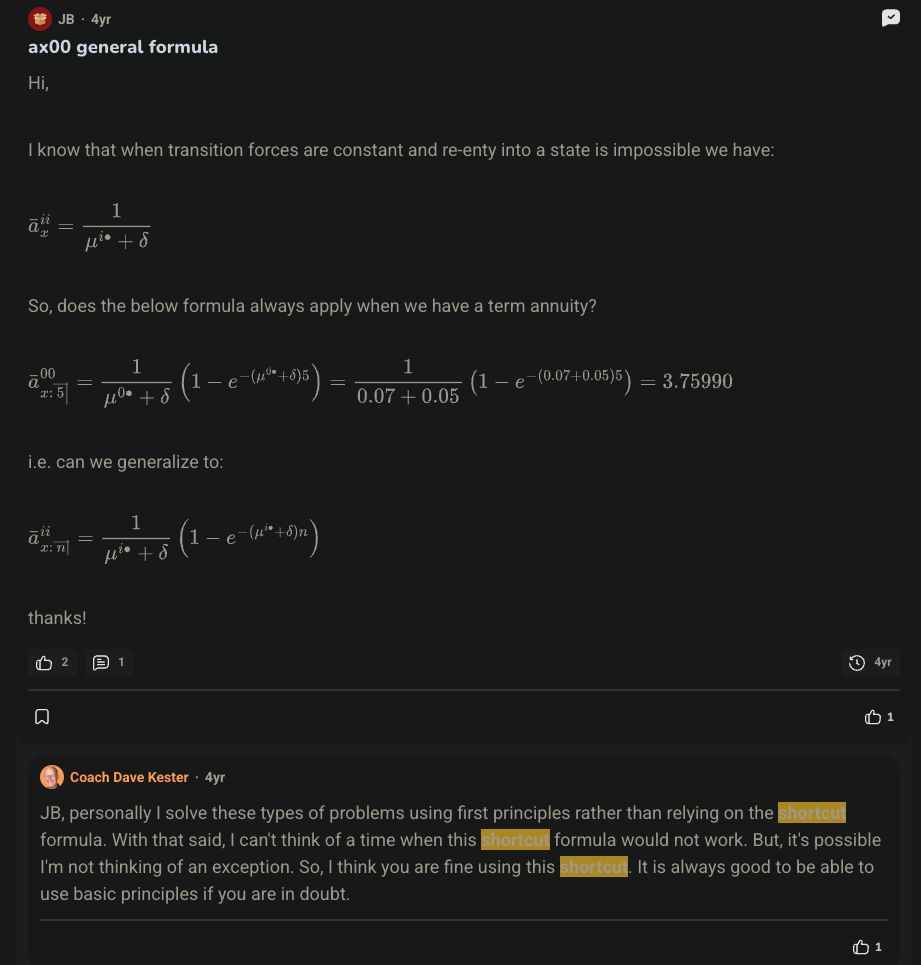 JB · 4yr
ax00 general formula
Hi,
I know that when transition forces are constant and re-enty into a state is impossible we have:
$\bar{a}_x^{ii} = \frac{1}{\mu^{i\bullet} + \delta}$
So, does the below formula always apply when we have a term annuity?
$\bar{a}_{x:\overline{5}|}^{00} = \frac{1}{\mu^{0\bullet} + \delta} \left(1 - e^{-(\mu^{0\bullet}+\delta)5}\right) = \frac{1}{0.07 + 0.05} \left(1 - e^{-(0.07+0.05)5}\right) = 3.75990$
i.e. can we generalize to:
$\bar{a}_{x:\overline{n}|}^{ii} = \frac{1}{\mu^{i\bullet} + \delta} \left(1 - e^{-(\mu^{i\bullet}+\delta)n}\right)$
thanks!
2 1 4yr
1
Coach Dave Kester · 4yr
JB, personally I solve these types of problems using first principles rather than relying on the shortcut
formula. With that said, I can't think of a time when this shortcut formula would not work. But, it's possible
I'm not thinking of an exception. So, I think you are fine using this shortcut. It is always good to be able to
use basic principles if you are in doubt.
1